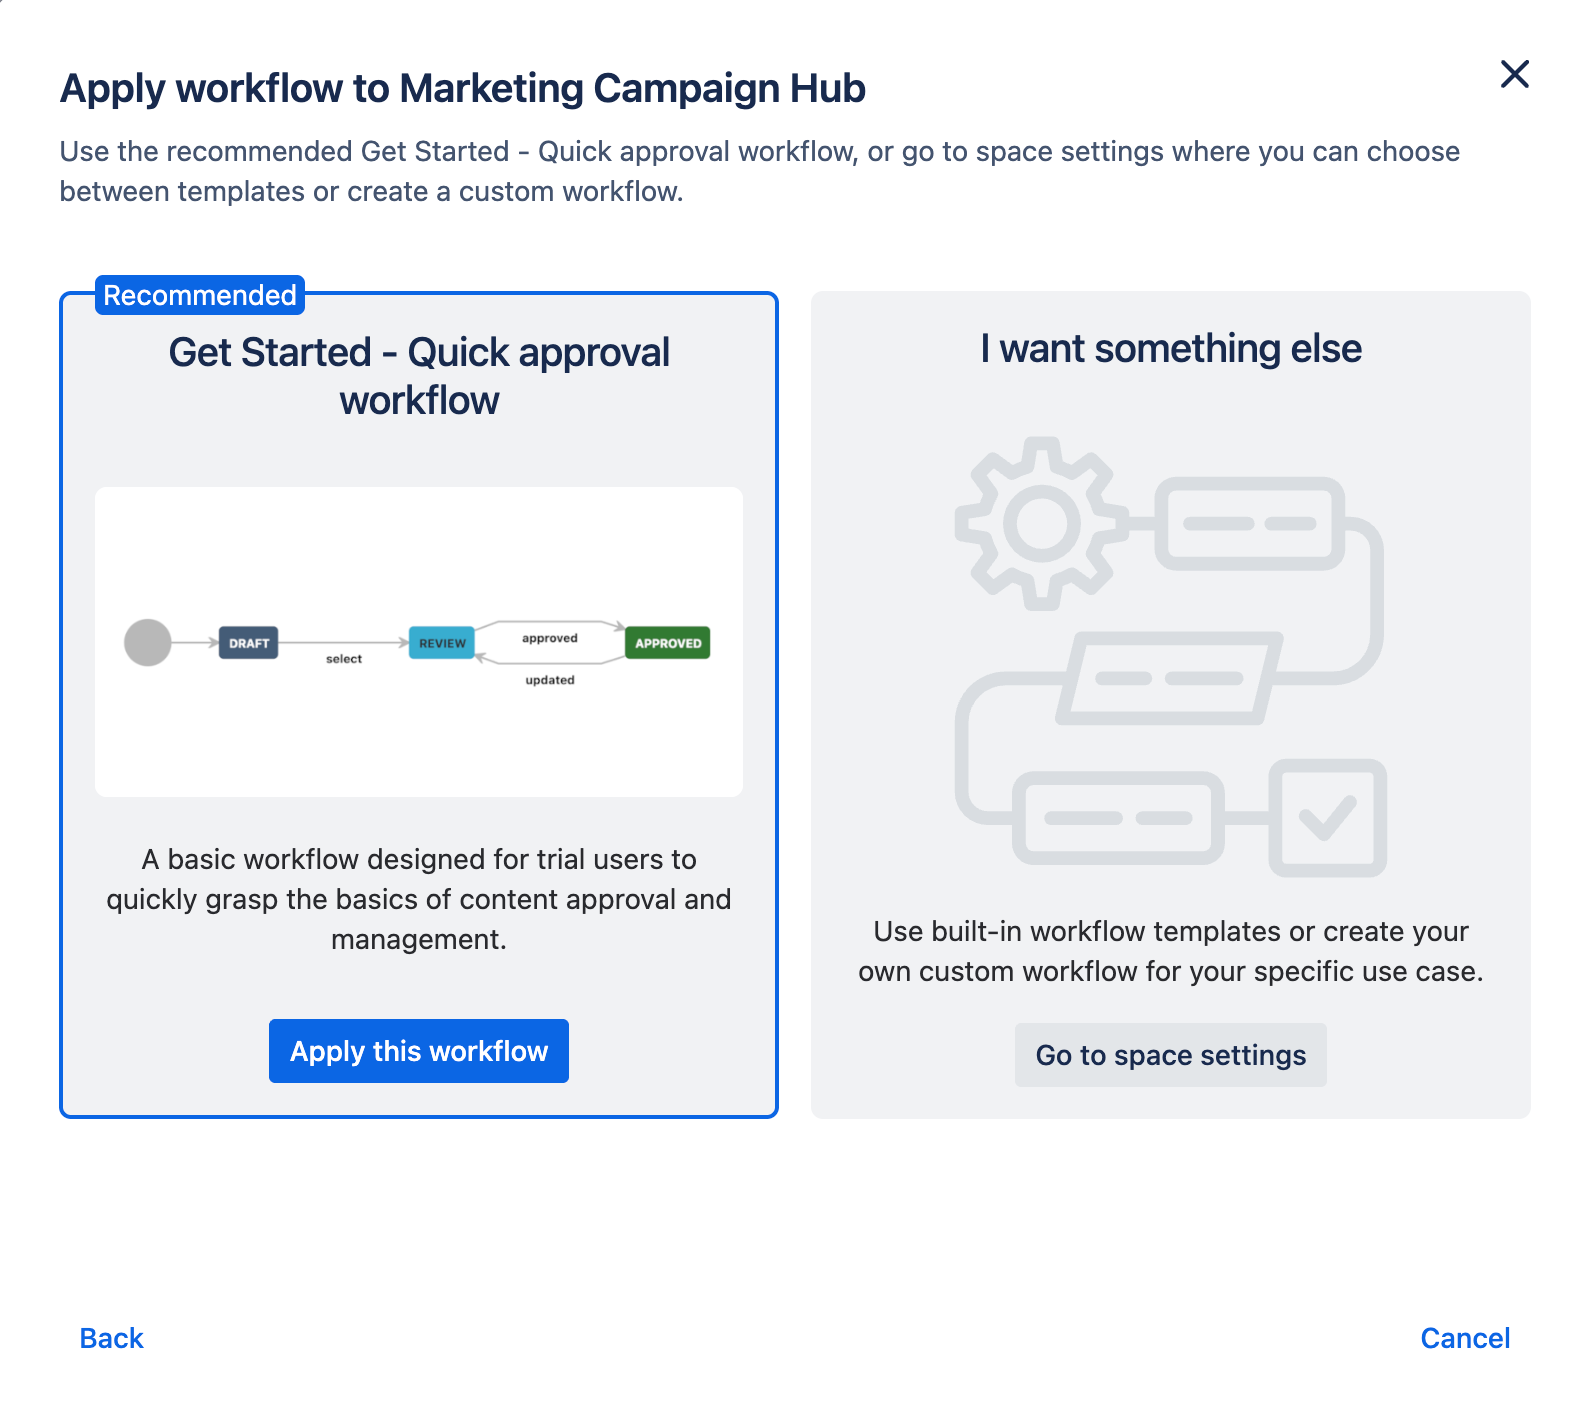 Apply workflow to Marketing Campaign Hub
Use the recommended Get Started - Quick approval workflow, or go to space settings where you can choose
between templates or create a custom workflow.
Recommended
Get Started - Quick approval
workflow
DRAFT
select
REVIEW
approved
updated
APPROVED
A basic workflow designed for trial users to
quickly grasp the basics of content approval and
management.
Apply this workflow
I want something else
Use built-in workflow templates or create your
own custom workflow for your specific use case.
Go to space settings
Back
Cancel